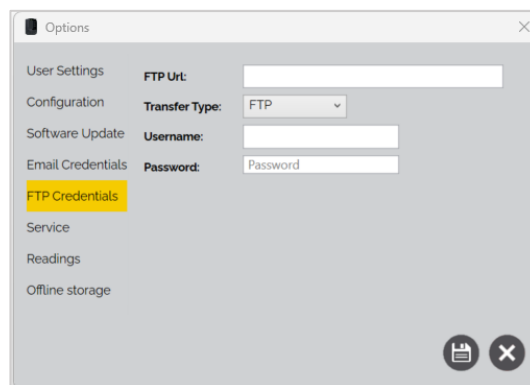 Options
User Settings
Configuration
Software Update
Email Credentials
FTP Credentials
Service
Readings
Offline storage
FTP Url:
Transfer Type:
FTP
Username:
Password:
Password